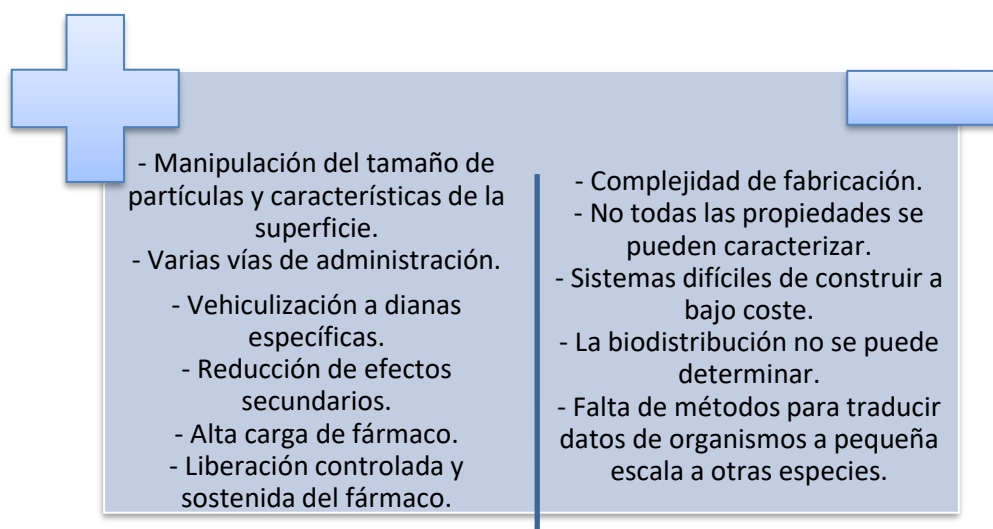 - Manipulación del tamaño de
partículas y características de la
superficie.
- Varias vías de administración.
- Vehiculización a dianas
específicas.
- Reducción de efectos
secundarios.
- Alta carga de fármaco.
- Liberación controlada y
sostenida del fármaco.
- Complejidad de fabricación.
- No todas las propiedades se
pueden caracterizar.
- Sistemas difíciles de construir a
bajo coste.
- La biodistribución no se puede
determinar.
- Falta de métodos para traducir
datos de organismos a pequeña
escala a otras especies.